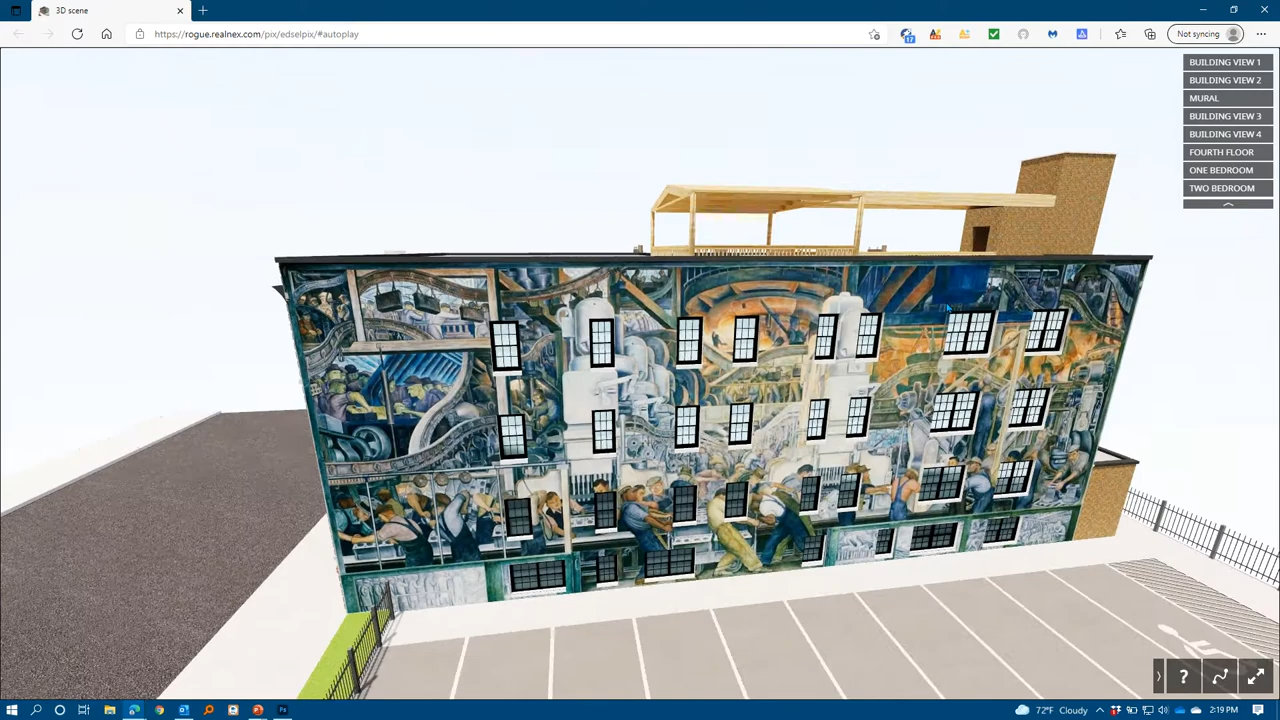 3D scene
https://rogue.realnex.com/pix/edselpix/#autoplay
17
Not syncing
BUILDING VIEW 1
BUILDING VIEW 2
MURAL
BUILDING VIEW 3
BUILDING VIEW 4
FOURTH FLOOR
ONE BEDROOM
TWO BEDROOM
?
72°F Cloudy
2:19 PM